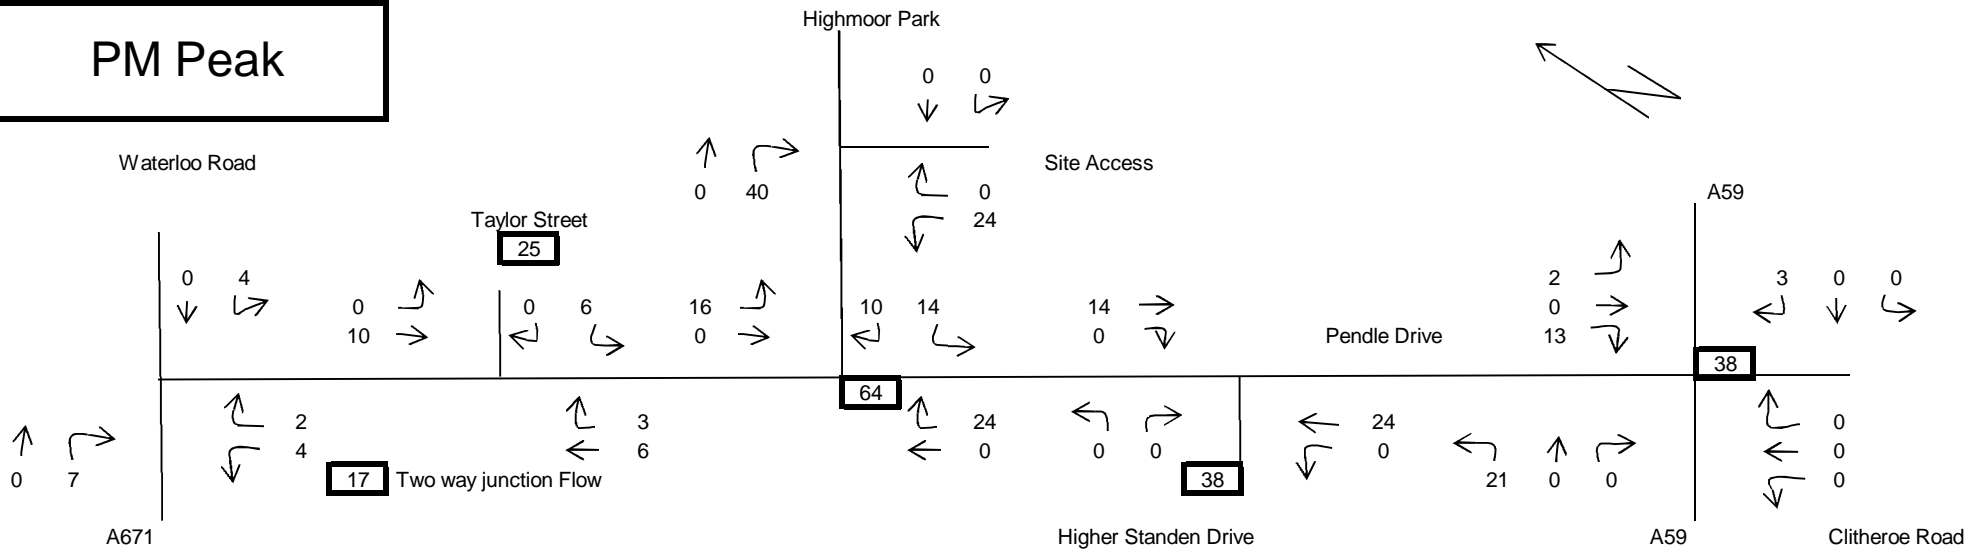 Highmoor Park
PM Peak
0 0
Waterloo Road
Site Access
0 40
0
A59
Taylor Street
24
25
0 4
2
3 0 0
0
0 6
16
10 14
14
0
10
0
0
Pendle Drive
13
38
64
2
3
24
24
0
4
6
0
0 0
0
0
0 7
17 Two way junction Flow
38
21 0 0
0
A671
Higher Standen Drive
A59
Clitheroe Road